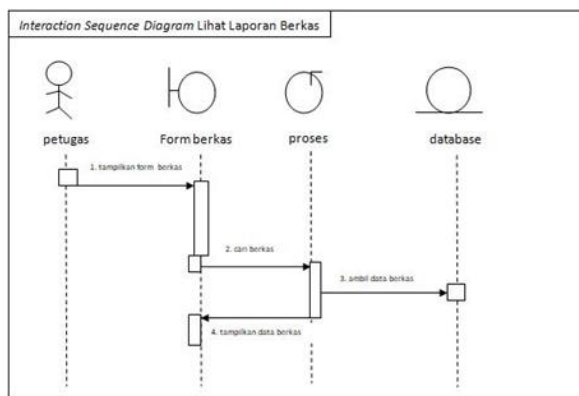 Interaction Sequence Diagram Lihat Laporan Berkas
petugas
Form berkas
proses
database
1. tampilkan form berkas
2. cari berkas
3. ambil data berkas
4. tampilkan data berkas